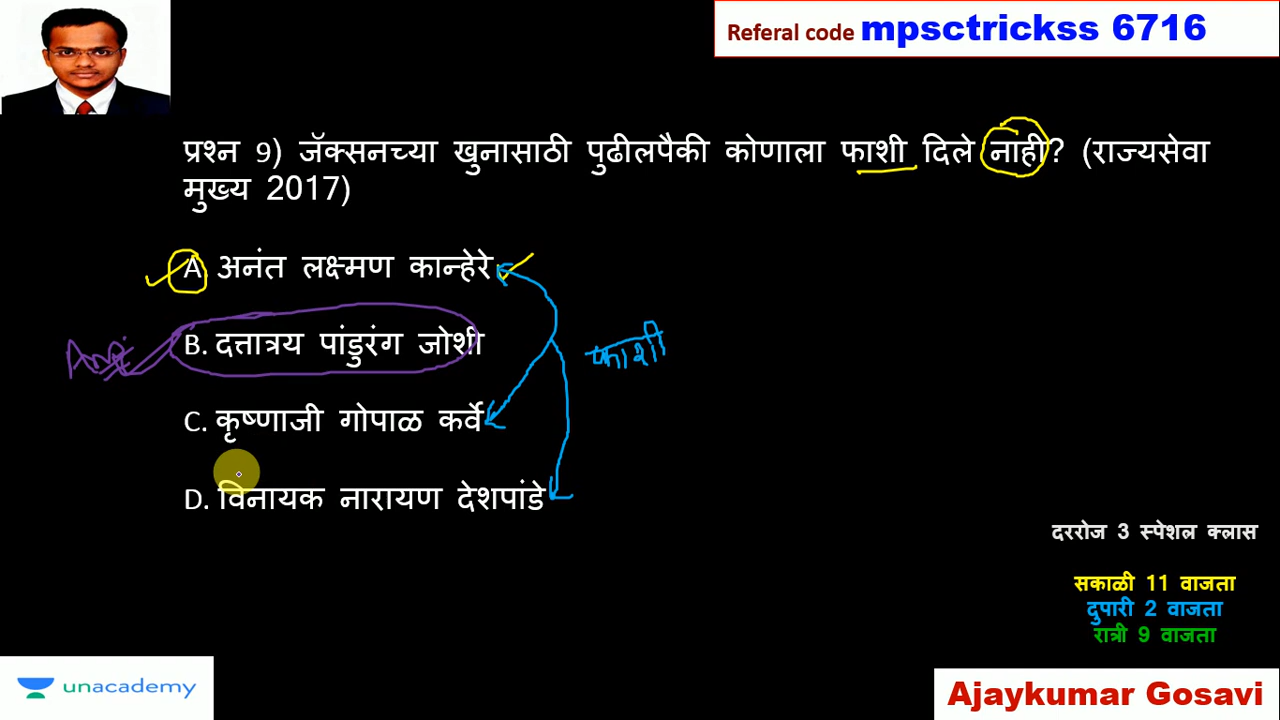 Referal code mpsctrickss 6716
प्रश्न 9) जॅक्सनच्या खुनासाठी पुढीलपैकी कोणाला फाशी दिले नाही? (राज्यसेवा
मुख्य 2017)
A अनंत लक्ष्मण कान्हेरे
B. दत्तात्रय पांडुरंग जोशी
फाशी
C. कृष्णाजी गोपाळ कर्वे
D. विनायक नारायण देशपांडे
दररोज 3 स्पेशल क्लास
सकाळी 11 वाजता
दुपारी 2 वाजता
रात्री 9 वाजता
unacademy
Ajaykumar Gosavi